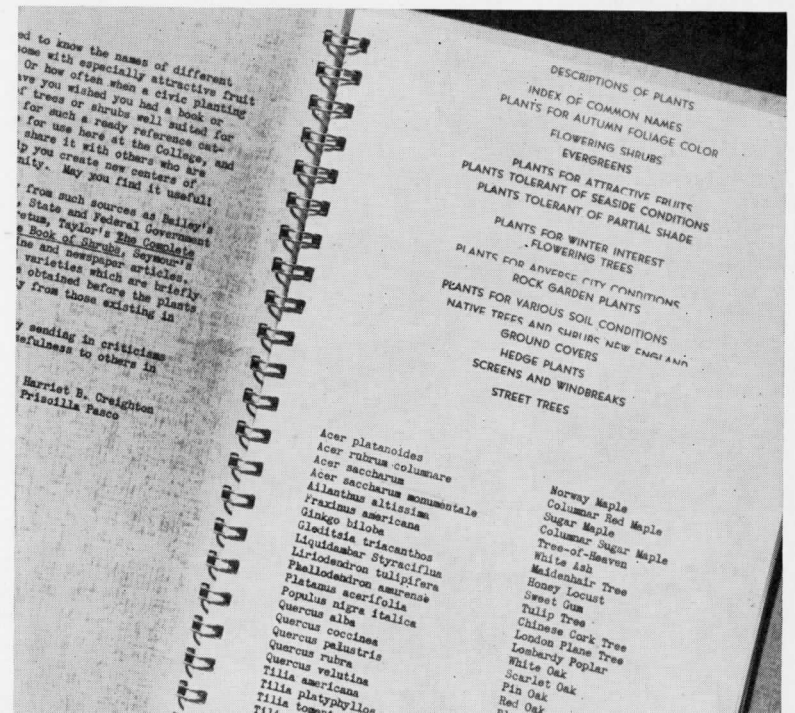 ed to know the names of different
ome with especially attractive fruit
Or how often when a civic planting
ave you wished you had a book or
f trees or shrubs well suited for
for such a ready reference cat-
for use here at the College, and
share it with others who are
lp you create new centers of
nity. May you find it useful!
from such sources as Bailey's
State and Federal Government
etum, Taylor's The Complete
e Book of Shrubs, Seymour's
ine and newspaper articles.
varieties which are briefly
e obtained before the plants
ly from those existing in
y sending in criticisms
sefulness to others in
Harriet B. Creighton
Priscilla Pasco
DESCRIPTIONS OF PLANTS
INDEX OF COMMON NAMES
PLANTS FOR AUTUMN FOLIAGE COLOR
FLOWERING SHRUBS
EVERGREENS
PLANTS FOR ATTRACTIVE FRUITS
PLANTS TOLERANT OF SEASIDE CONDITIONS
PLANTS TOLERANT OF PARTIAL SHADE
PLANTS FOR WINTER INTEREST
FLOWERING TREES
PLANTS FOR ADVERSE CITY CONDITIONS
ROCK GARDEN PLANTS
PLANTS FOR VARIOUS SOIL CONDITIONS
NATIVE TREES AND SHRUBS NEW ENGLAND
GROUND COVERS
HEDGE PLANTS
SCREENS AND WINDBREAKS
STREET TREES
Acer platanoides Norway Maple
Acer rubrum columnare Columnar Red Maple
Acer saccharum Sugar Maple
Acer saccharum monumentale Columnar Sugar Maple
Ailanthus altissima Tree-of-Heaven
Fraxinus americana White Ash
Ginkgo biloba Maidenhair Tree
Gleditsia triacanthos Honey Locust
Liquidambar Styraciflua Sweet Gum
Liriodendron tulipifera Tulip Tree
Phellodendron amurense Chinese Cork Tree
Platanus acerifolia London Plane Tree
Populus nigra italica Lombardy Poplar
Quercus alba White Oak
Quercus coccinea Scarlet Oak
Quercus palustris Pin Oak
Quercus rubra Red Oak
Quercus velutina
Tilia americana
Tilia platyphyllos
Tilia